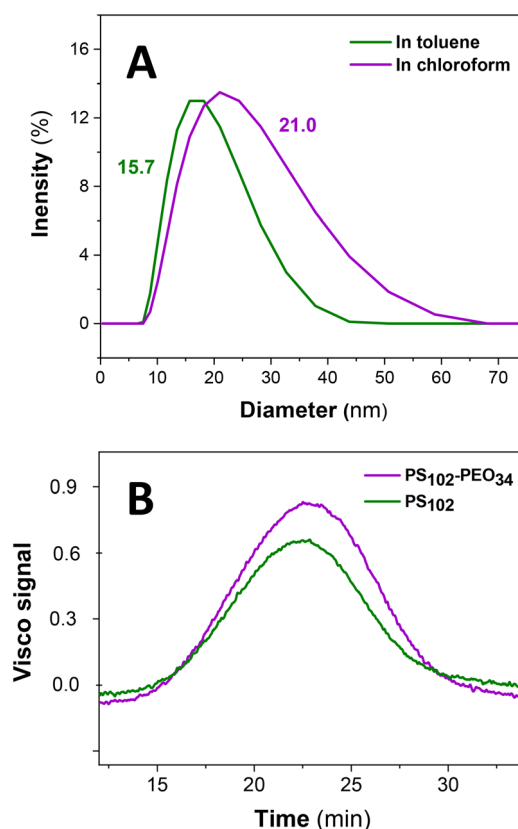 A
In toluene
In chloroform
15.7
21.0
16
12
8
4
0
Inensity (%)
0 10 20 30 40 50 60 70
Diameter (nm)
B
PS₁₀₂-PEO₃₄
PS₁₀₂
0.9
0.6
0.3
0.0
Visco signal
15 20 25 30
Time (min)